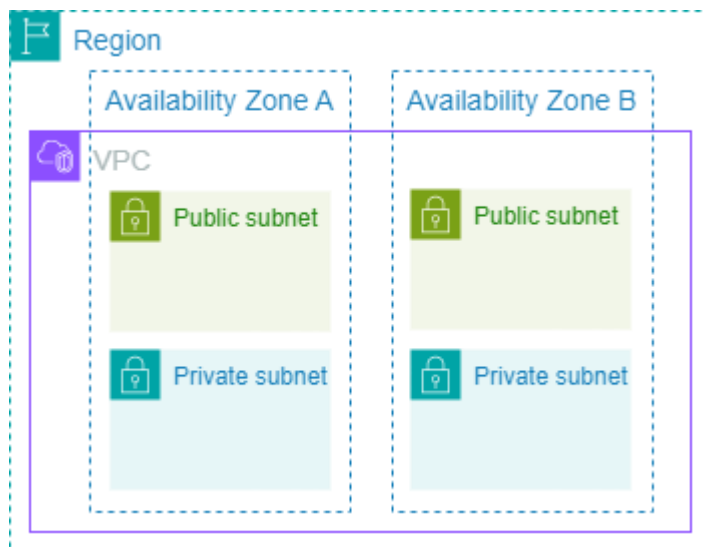 Region
Availability Zone A
Availability Zone B
VPC
Public subnet
Public subnet
Private subnet
Private subnet